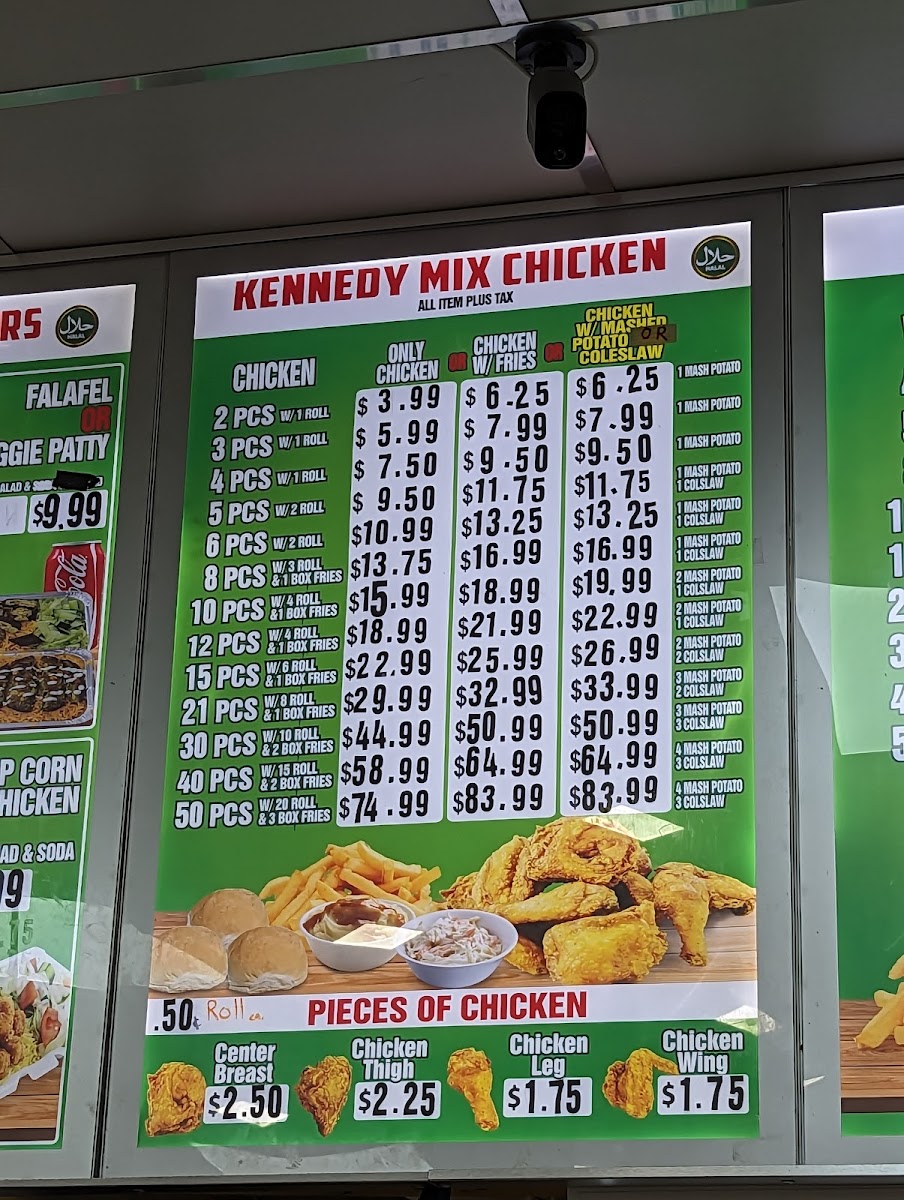 RS
حلال
HALAL
FALAFEL
OR
GGIE PATTY
ALAD &
$9.99
Cola
P CORN
HICKEN
AD & SODA
99
KENNEDY MIX CHICKEN
حلال
HALAL
ALL ITEM PLUS TAX
CHICKEN
ONLY
CHICKEN
OR
CHICKEN
W/ FRIES
OR
CHICKEN
W/ MASHED
POTATO OR
COLESLAW
2 PCS W/ 1 ROLL $3.99 $6.25 $6.25 1 MASH POTATO
3 PCS W/ 1 ROLL $5.99 $7.99 $7.99 1 MASH POTATO
4 PCS W/ 1 ROLL $7.50 $9.50 $9.50 1 MASH POTATO
5 PCS W/ 2 ROLL $9.50 $11.75 $11.75 1 MASH POTATO
1 COLSLAW
6 PCS W/ 2 ROLL $10.99 $13.25 $13.25 1 MASH POTATO
1 COLSLAW
8 PCS W/ 3 ROLL
& 1 BOX FRIES $13.75 $16.99 $16.99 1 MASH POTATO
1 COLSLAW
10 PCS W/ 4 ROLL
& 1 BOX FRIES $15.99 $18.99 $19.99 2 MASH POTATO
1 COLSLAW
12 PCS W/ 4 ROLL
& 1 BOX FRIES $18.99 $21.99 $22.99 2 MASH POTATO
1 COLSLAW
15 PCS W/ 6 ROLL
& 1 BOX FRIES $22.99 $25.99 $26.99 2 MASH POTATO
2 COLSLAW
21 PCS W/ 8 ROLL
& 1 BOX FRIES $29.99 $32.99 $33.99 3 MASH POTATO
2 COLSLAW
30 PCS W/ 10 ROLL
& 2 BOX FRIES $44.99 $50.99 $50.99 3 MASH POTATO
3 COLSLAW
40 PCS W/ 15 ROLL
& 2 BOX FRIES $58.99 $64.99 $64.99 4 MASH POTATO
3 COLSLAW
50 PCS W/ 20 ROLL
& 3 BOX FRIES $74.99 $83.99 $83.99 4 MASH POTATO
3 COLSLAW
.50¢ Roll ea.
PIECES OF CHICKEN
Center
Breast
$2.50
Chicken
Thigh
$2.25
Chicken
Leg
$1.75
Chicken
Wing
$1.75
1
1
2
3
4
5